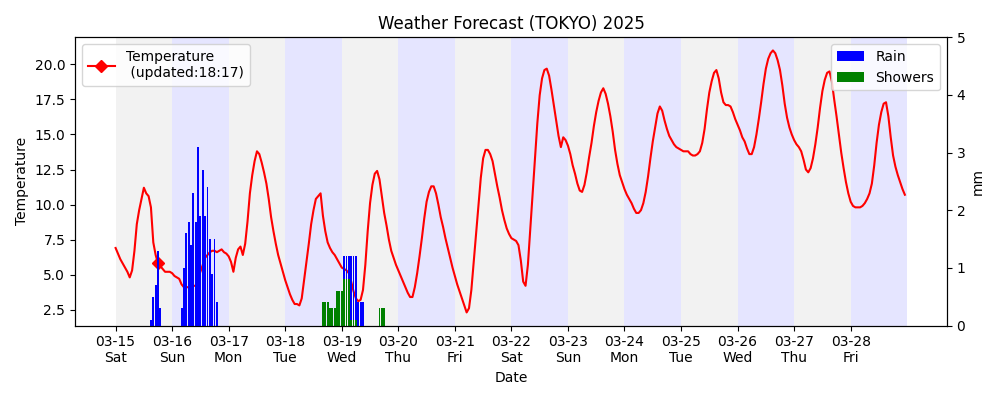 Weather Forecast (TOKYO) 2025
Temperature
(updated:18:17)
Rain
Showers
Temperature
20.0
17.5
15.0
12.5
10.0
7.5
5.0
2.5
5
4
3
2
1
0
mm
03-15 03-16 03-17 03-18 03-19 03-20 03-21 03-22 03-23 03-24 03-25 03-26 03-27 03-28
Sat Sun Mon Tue Wed Thu Fri Sat Sun Mon Tue Wed Thu Fri
Date